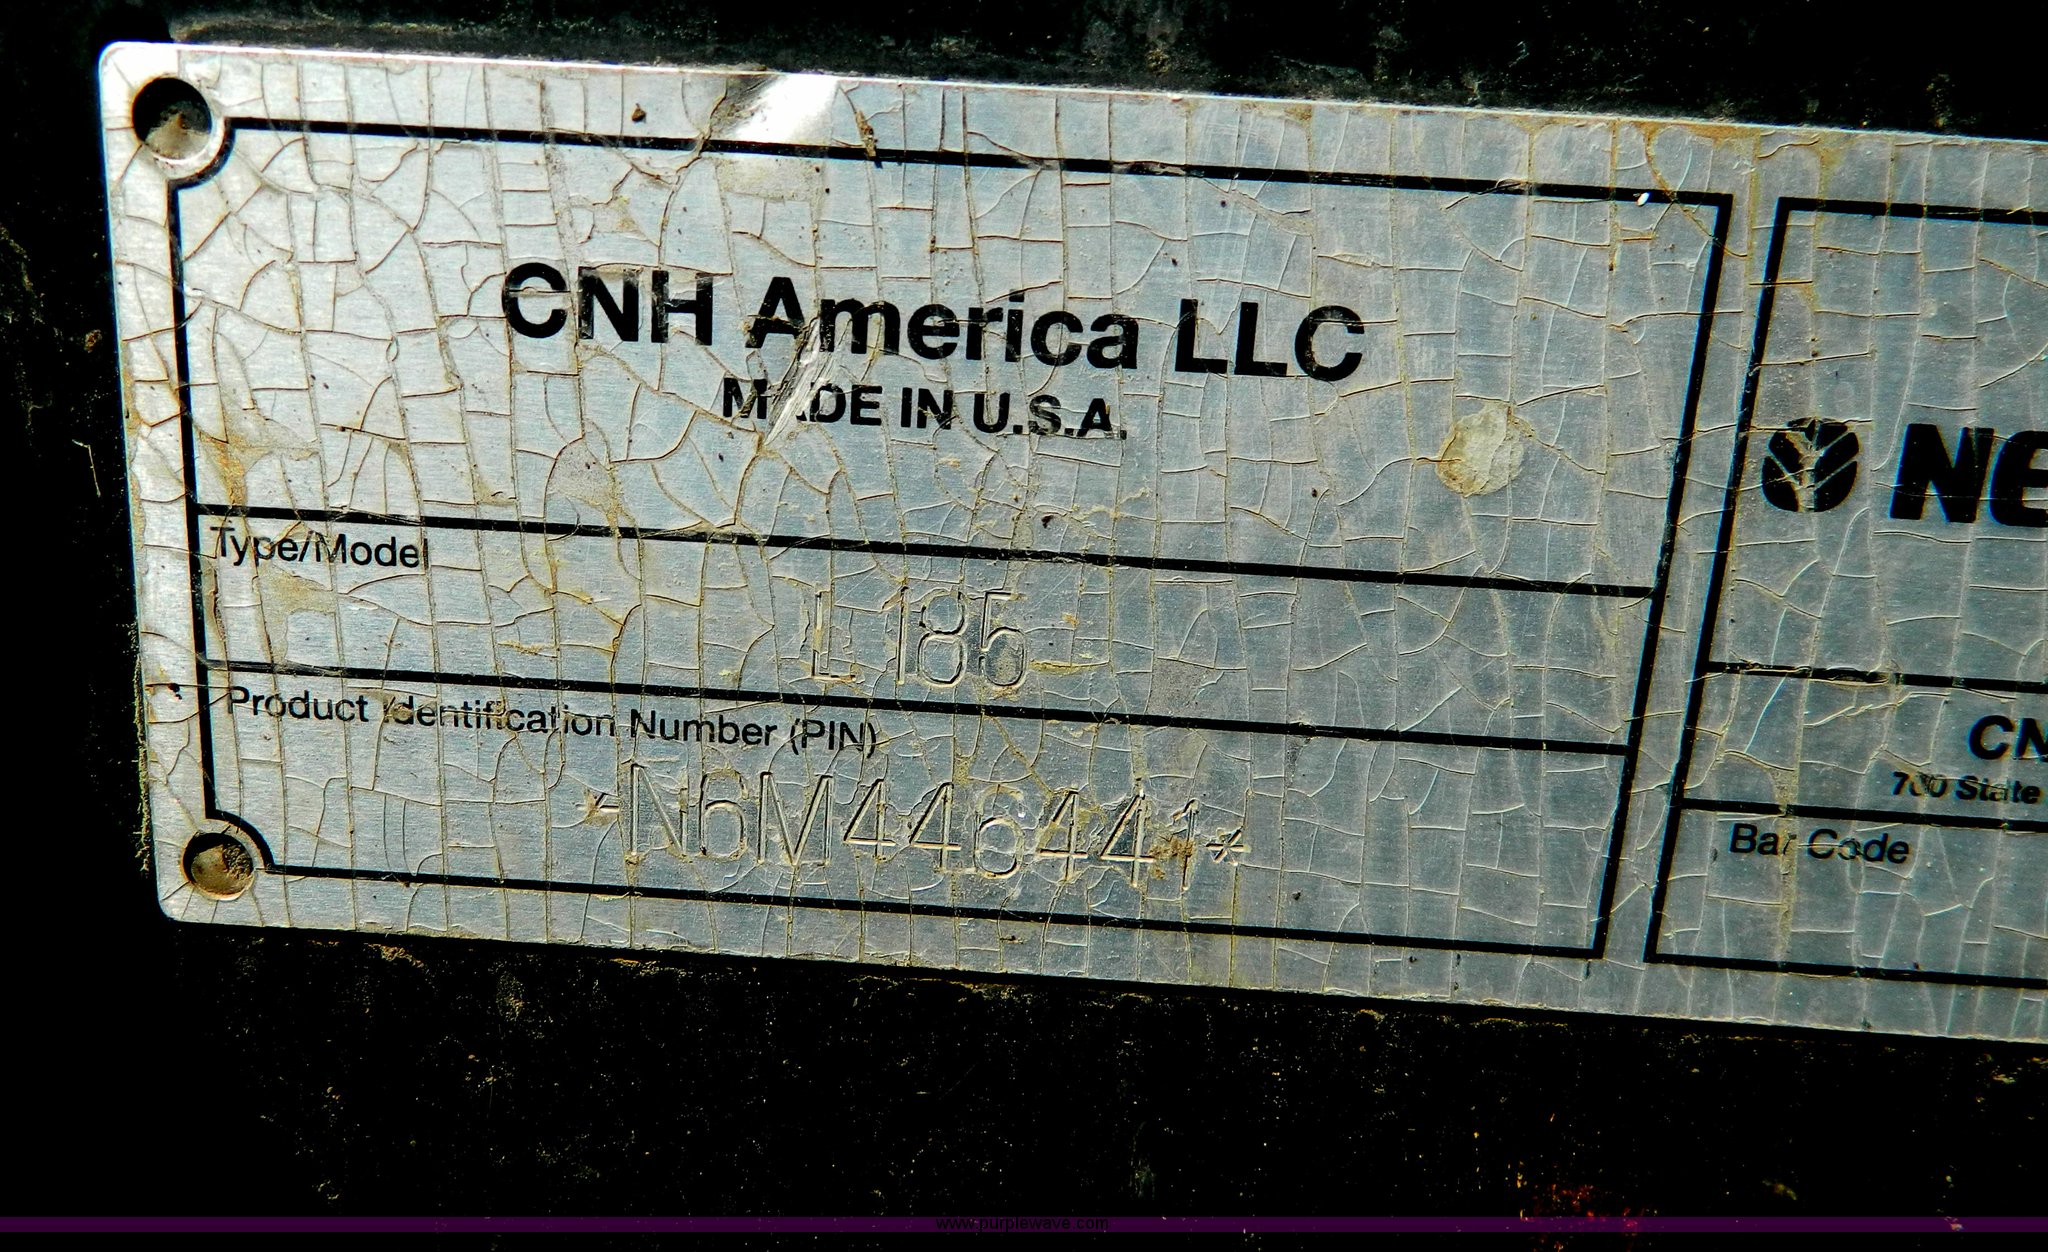 CNH America LLC
MADE IN U.S.A.
Type/Model
L185
Product Identification Number (PIN)
*N6M446441*
NE
CN
700 State
Bar Code
www.purplewave.com